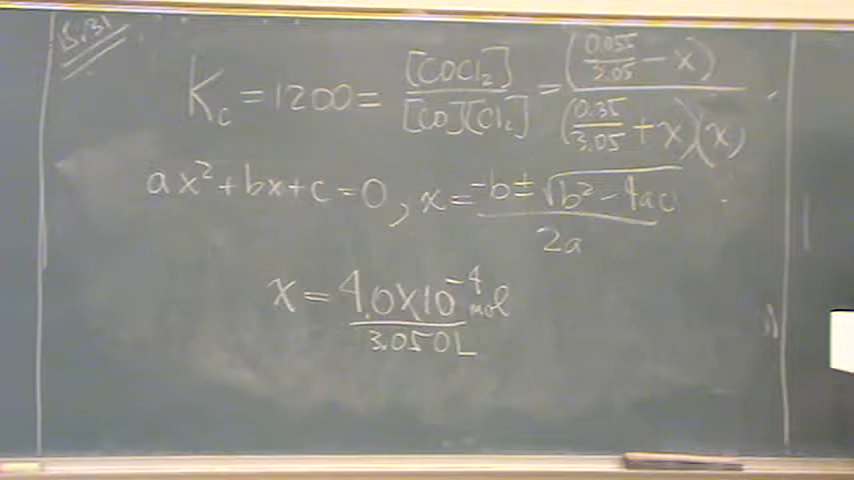 15.31
K_c = 1200 = [COCl₂] / [CO][Cl₂] = (0.055/3.05 − x) / (0.35/3.05 + x)(x)
ax² + bx + c = 0, x = −b ± √(b² − 4ac) / 2a
x = 4.0 × 10⁻⁴ mol / 3.050 L